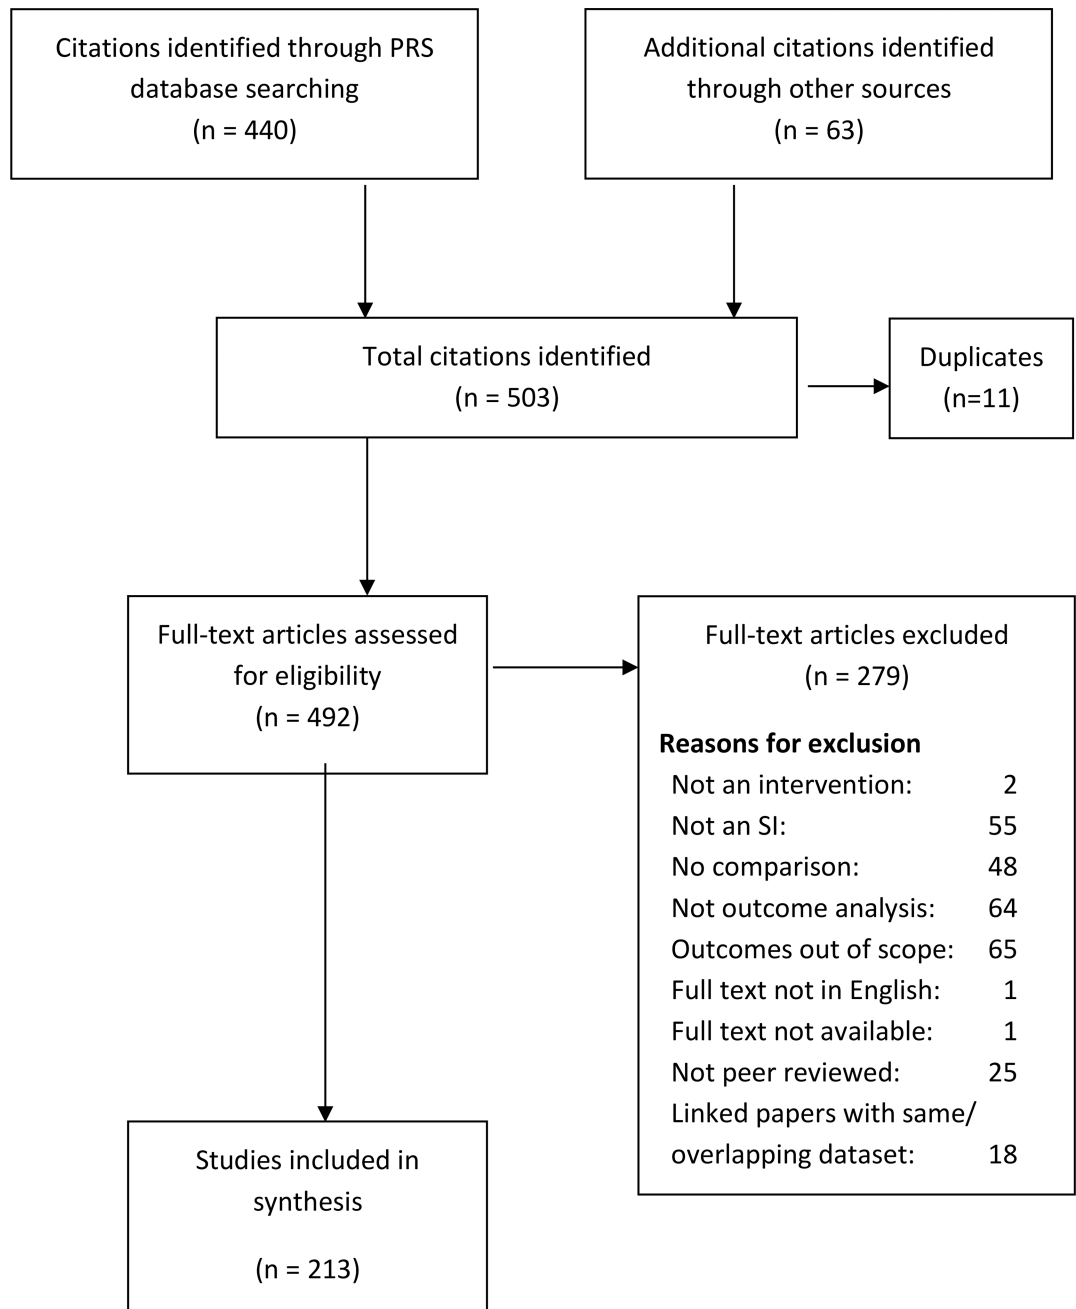 Citations identified through PRS
database searching
(n = 440)
Additional citations identified
through other sources
(n = 63)
Total citations identified
(n = 503)
Duplicates
(n=11)
Full-text articles assessed
for eligibility
(n = 492)
Full-text articles excluded
(n = 279)
Reasons for exclusion
Not an intervention: 2
Not an SI: 55
No comparison: 48
Not outcome analysis: 64
Outcomes out of scope: 65
Full text not in English: 1
Full text not available: 1
Not peer reviewed: 25
Linked papers with same/
overlapping dataset: 18
Studies included in
synthesis
(n = 213)